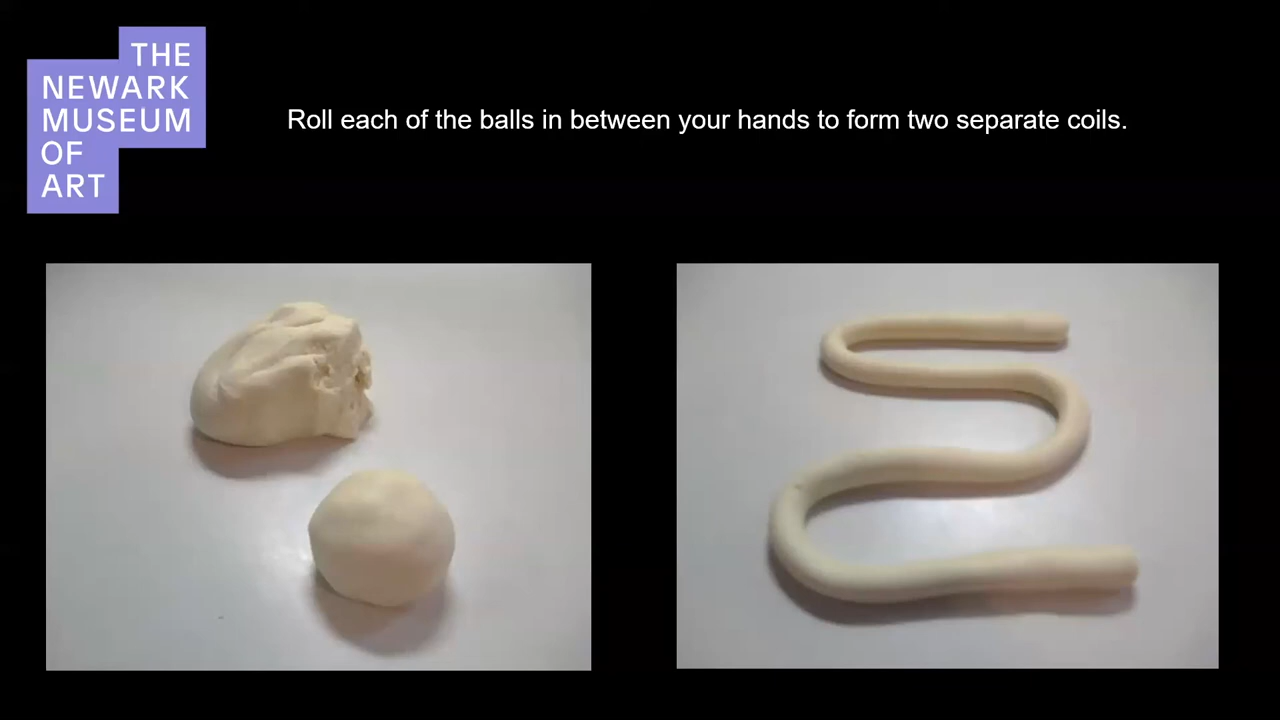 THE
NEWARK
MUSEUM
OF
ART
Roll each of the balls in between your hands to form two separate coils.